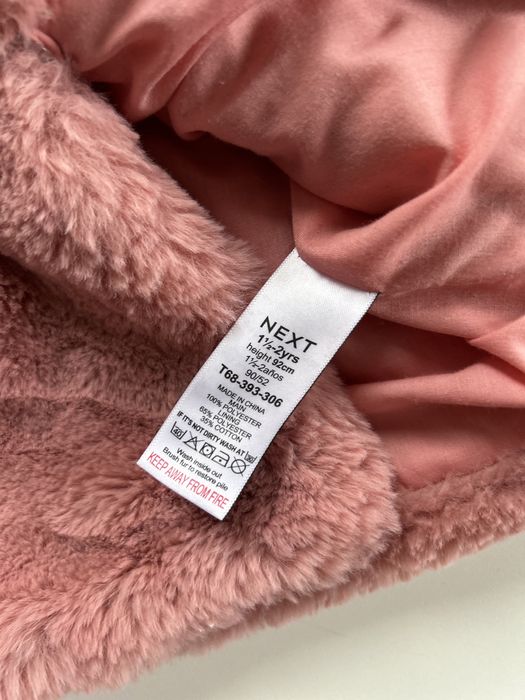 NEXT
1½-2yrs
height 92cm
1½-2años
90/52
T68-393-306
MADE IN CHINA
MAIN
100% POLYESTER
LINING
65% POLYESTER
35% COTTON
IF IT'S NOT DIRTY WASH AT 30
40
Wash inside out
Brush fur to restore pile
KEEP AWAY FROM FIRE